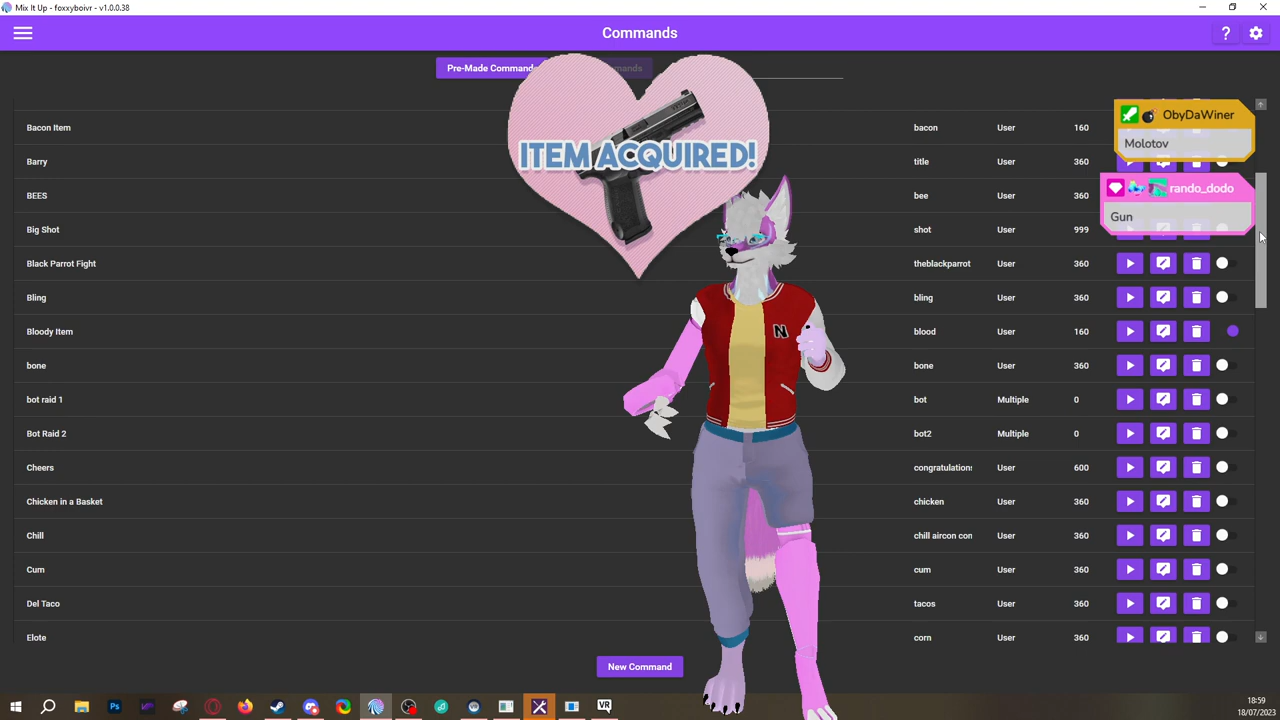 Mix It Up - foxxyboivr - v1.0.0.38
Commands
?
Pre-Made Commands
ITEM ACQUIRED!
ObyDaWiner
Molotov
rando_dodo
Gun
Bacon Item bacon User 160
Barry title User 360
BEES bee User 360
Big Shot shot User 999
Black Parrot Fight theblackparrot User 360
Bling bling User 360
Bloody Item blood User 160
bone bone User 360
bot raid 1 bot Multiple 0
Bot Raid 2 bot2 Multiple 0
Cheers congratulations User 600
Chicken in a Basket chicken User 360
Chill chill aircon con User 360
Cum cum User 360
Del Taco tacos User 360
Elote corn User 360
New Command
N
Ps
VR
18:59
18/07/2023